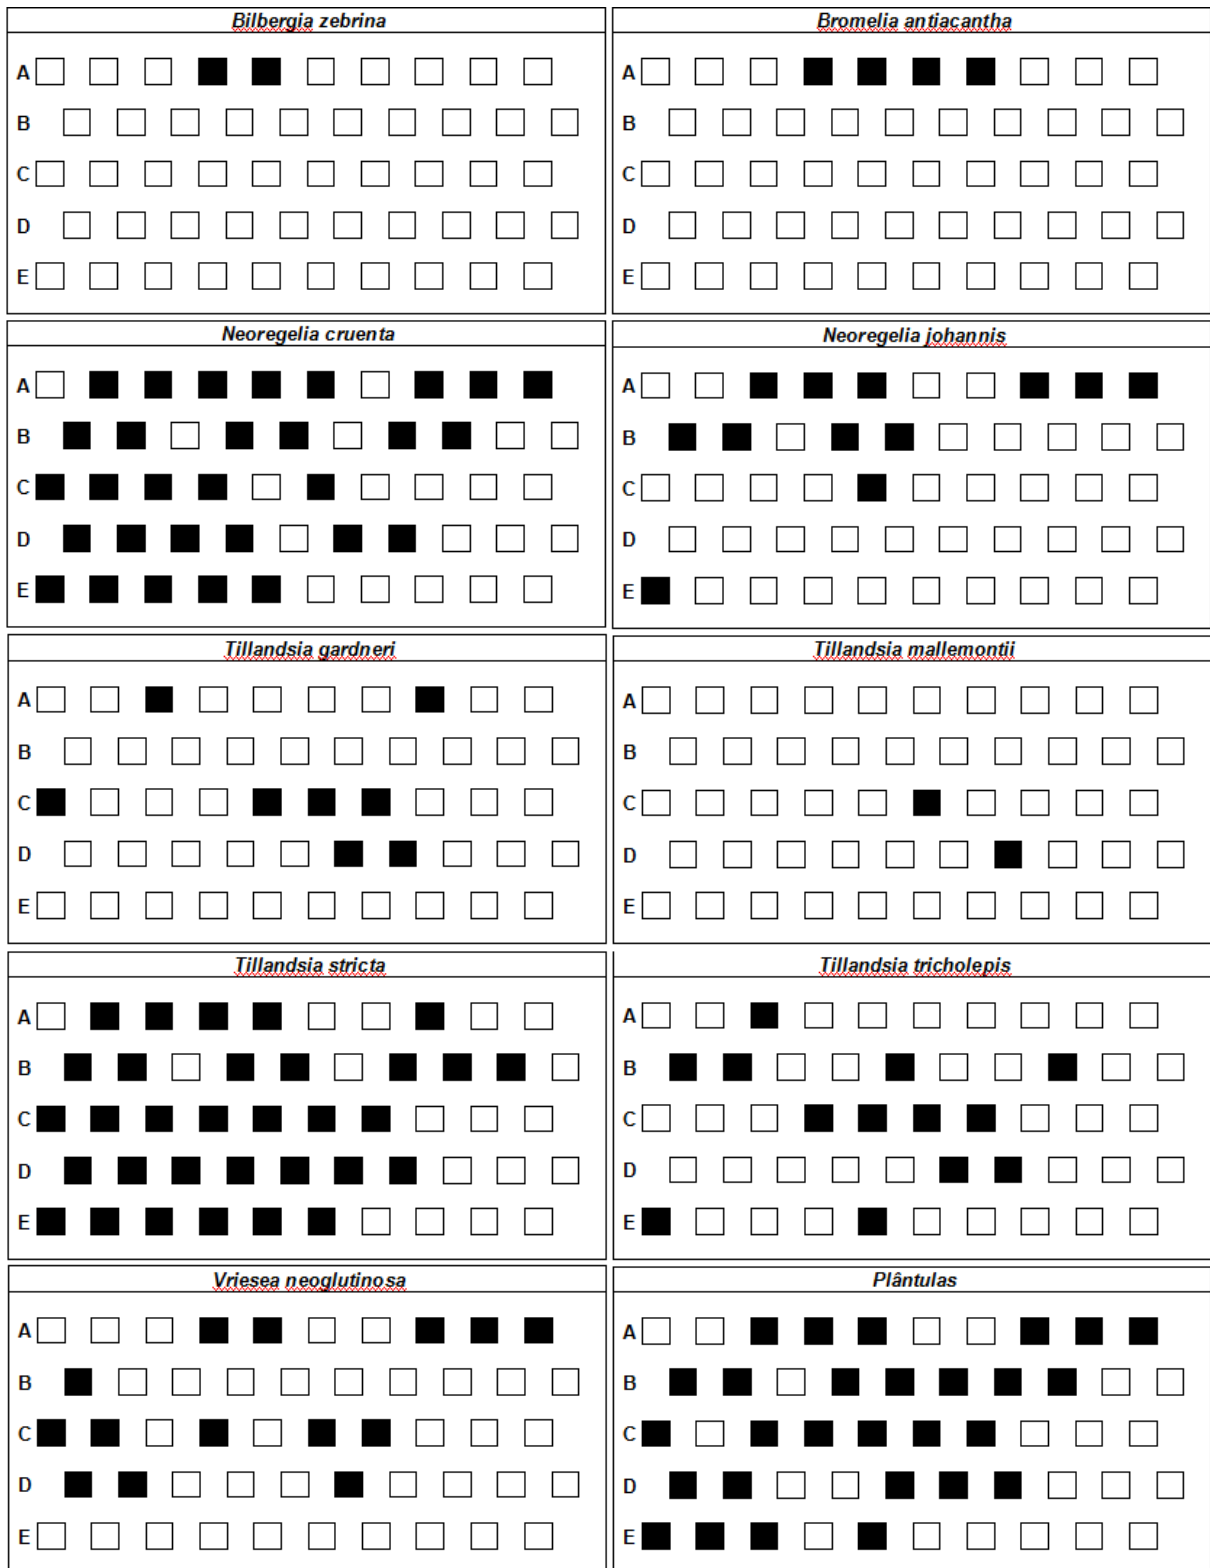 Bilbergia zebrina
A
B
C
D
E
Bromelia antiacantha
A
B
C
D
E
Neoregelia cruenta
A
B
C
D
E
Neoregelia johannis
A
B
C
D
E
Tillandsia gardneri
A
B
C
D
E
Tillandsia mallemontii
A
B
C
D
E
Tillandsia stricta
A
B
C
D
E
Tillandsia tricholepis
A
B
C
D
E
Vriesea neoglutinosa
A
B
C
D
E
Plântulas
A
B
C
D
E